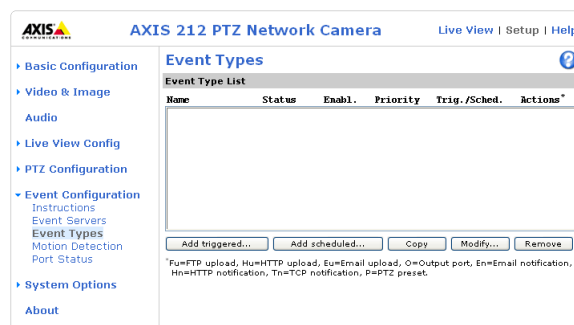 AXIS
COMMUNICATIONS
AXIS 212 PTZ Network Camera
Live View | Setup | Help
Basic Configuration
Video & Image
Audio
Live View Config
PTZ Configuration
Event Configuration
Instructions
Event Servers
Event Types
Motion Detection
Port Status
System Options
About
Event Types
?
Event Type List
Name Status Enabl. Priority Trig./Sched. Actions*
Add triggered... Add scheduled... Copy Modify... Remove
*Fu=FTP upload, Hu=HTTP upload, Eu=Email upload, O=Output port, En=Email notification,
Hn=HTTP notification, Tn=TCP notification, P=PTZ preset.